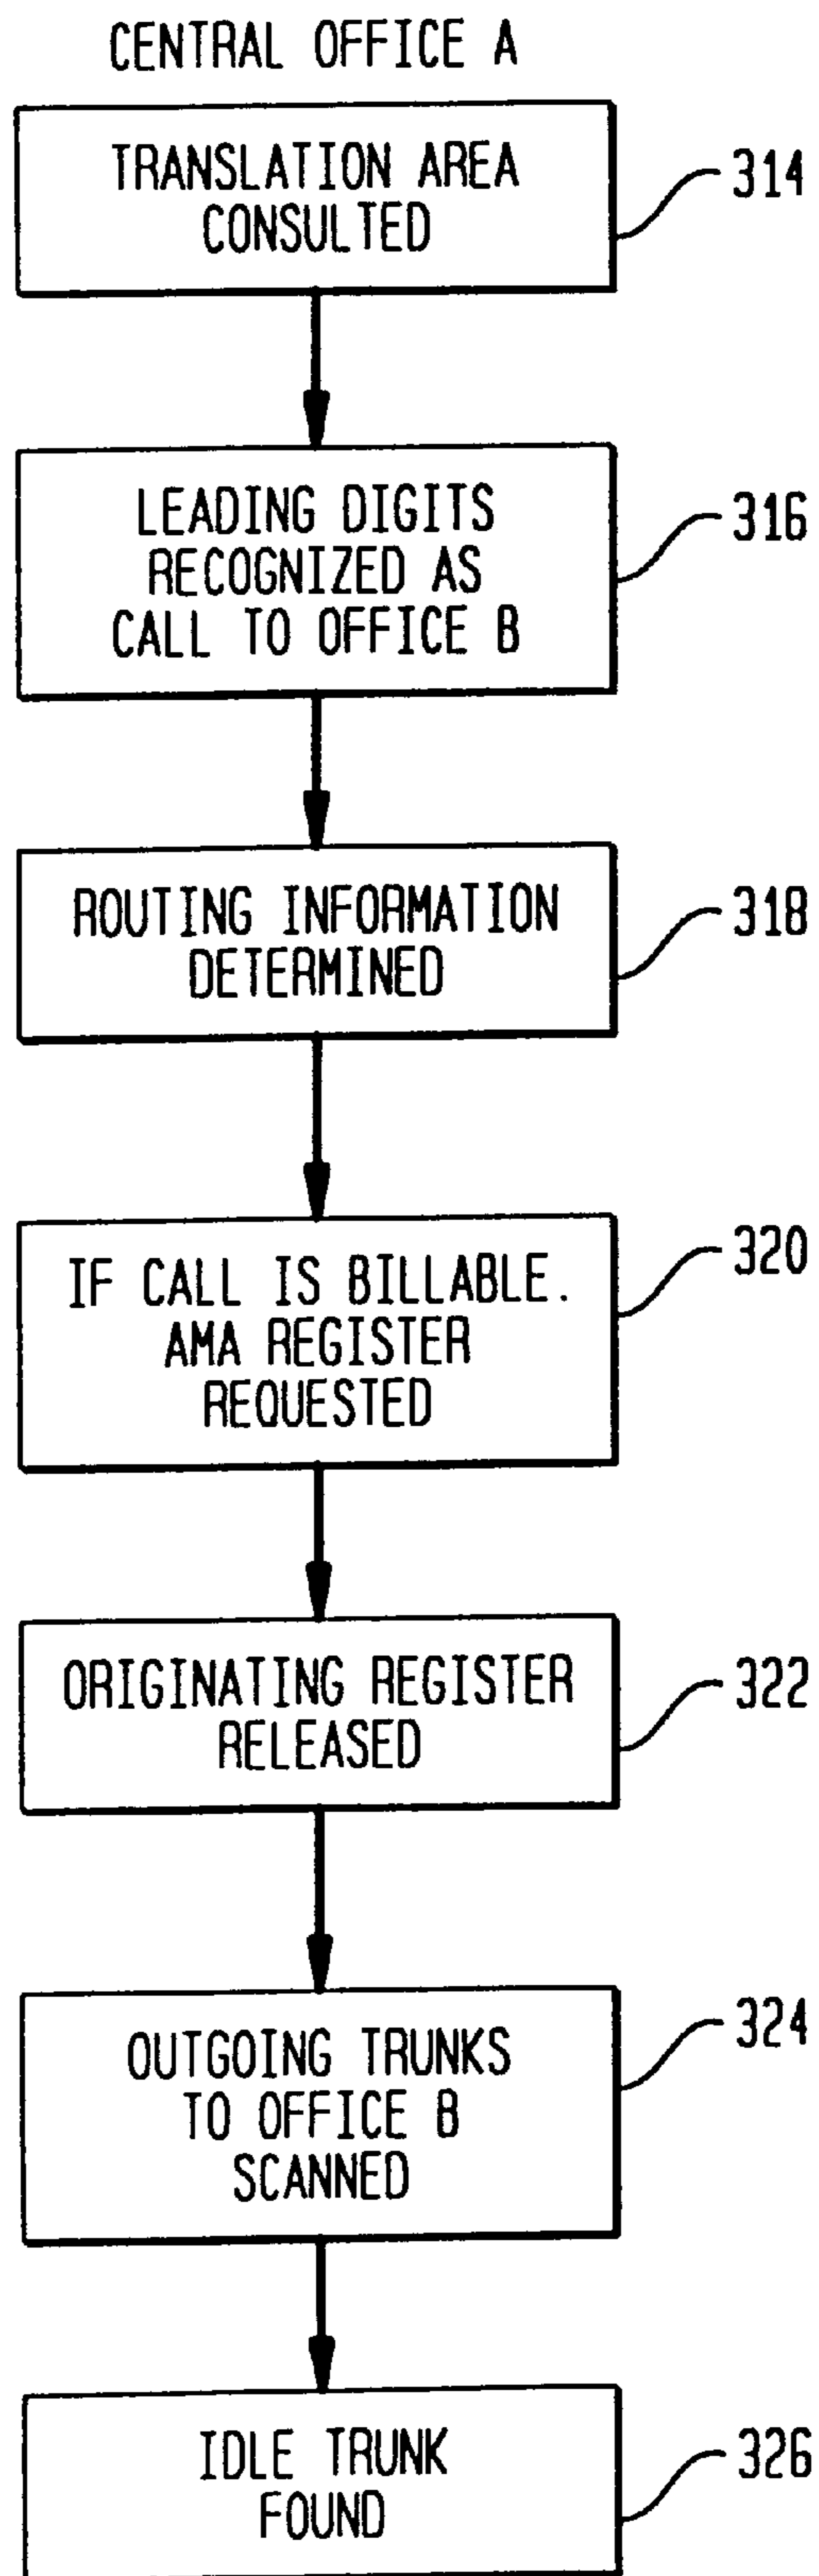 CENTRAL OFFICE A
TRANSLATION AREA
CONSULTED
314
LEADING DIGITS
RECOGNIZED AS
CALL TO OFFICE B
316
ROUTING INFORMATION
DETERMINED
318
IF CALL IS BILLABLE.
AMA REGISTER
REQUESTED
320
ORIGINATING REGISTER
RELEASED
322
OUTGOING TRUNKS
TO OFFICE B
SCANNED
324
IDLE TRUNK
FOUND
326